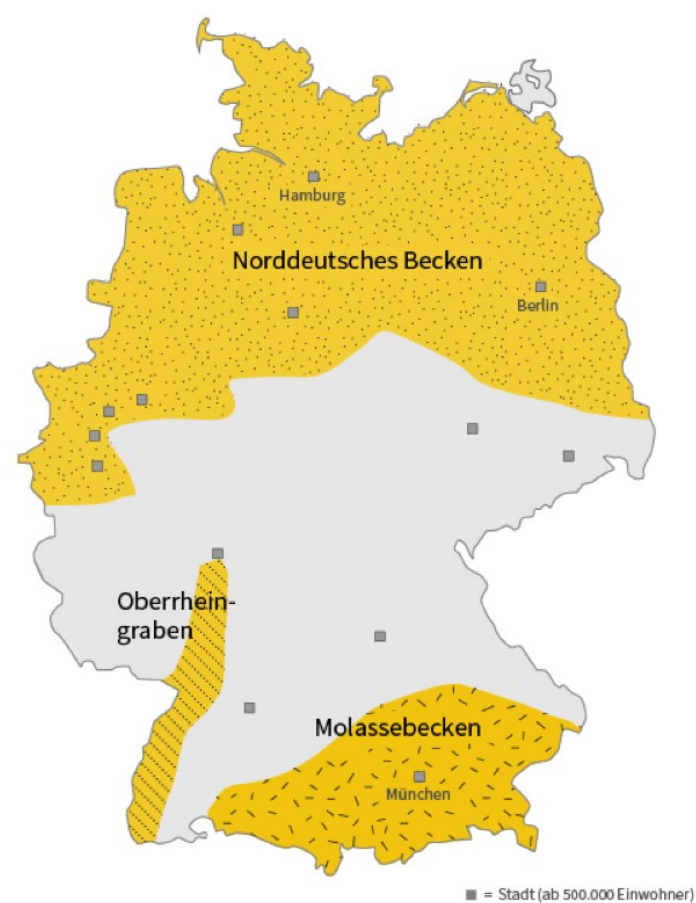 Hamburg
Norddeutsches Becken
Berlin
Oberrhein-
graben
Molassebecken
München
= Stadt (ab 500.000 Einwohner)